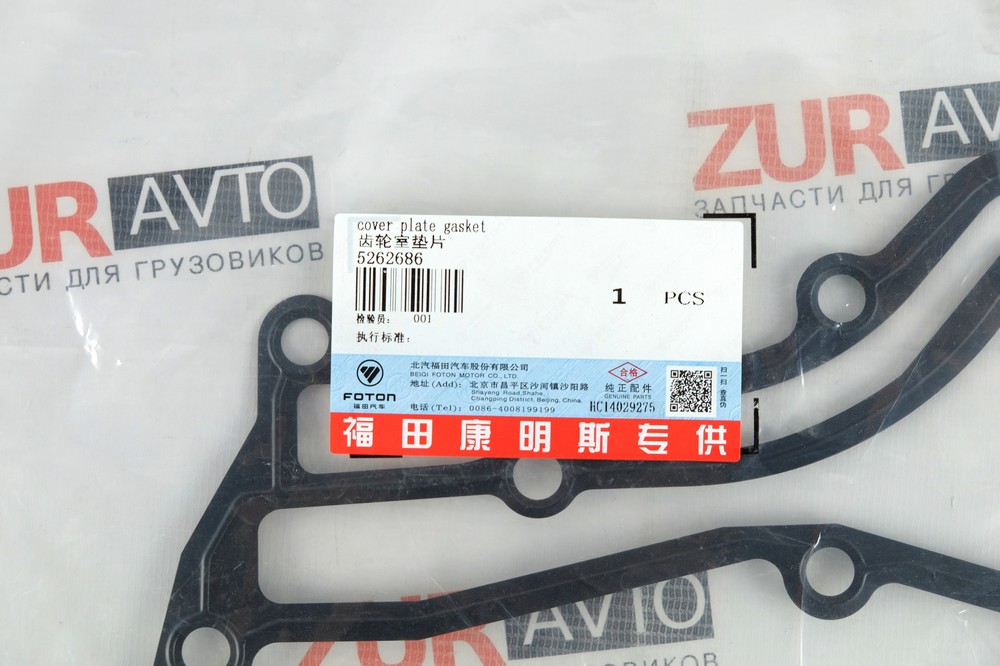 ZUR AVTO
ЗАПЧАСТИ ДЛЯ ГР
UR AVTO
СТИ ДЛЯ ГРУЗОВИКОВ
cover plate gasket
齿轮室垫片
5262686
1 PCS
检验员: 001
执行标准:
FOTON
福田汽车
北汽福田汽车股份有限公司
BEIQI FOTON MOTOR CO., LTD.
地址(Add): 北京市昌平区沙河镇沙阳路
Shayang Road,Shahe,
Changping District, Beijing, China.
电话(Tel): 0086-4008199199
合格
纯正配件
GENUINE PARTS
HC14029275
扫一扫 查真伪
福田康明斯专供
ZUR AVTO
ГРУЗОВИКОВ